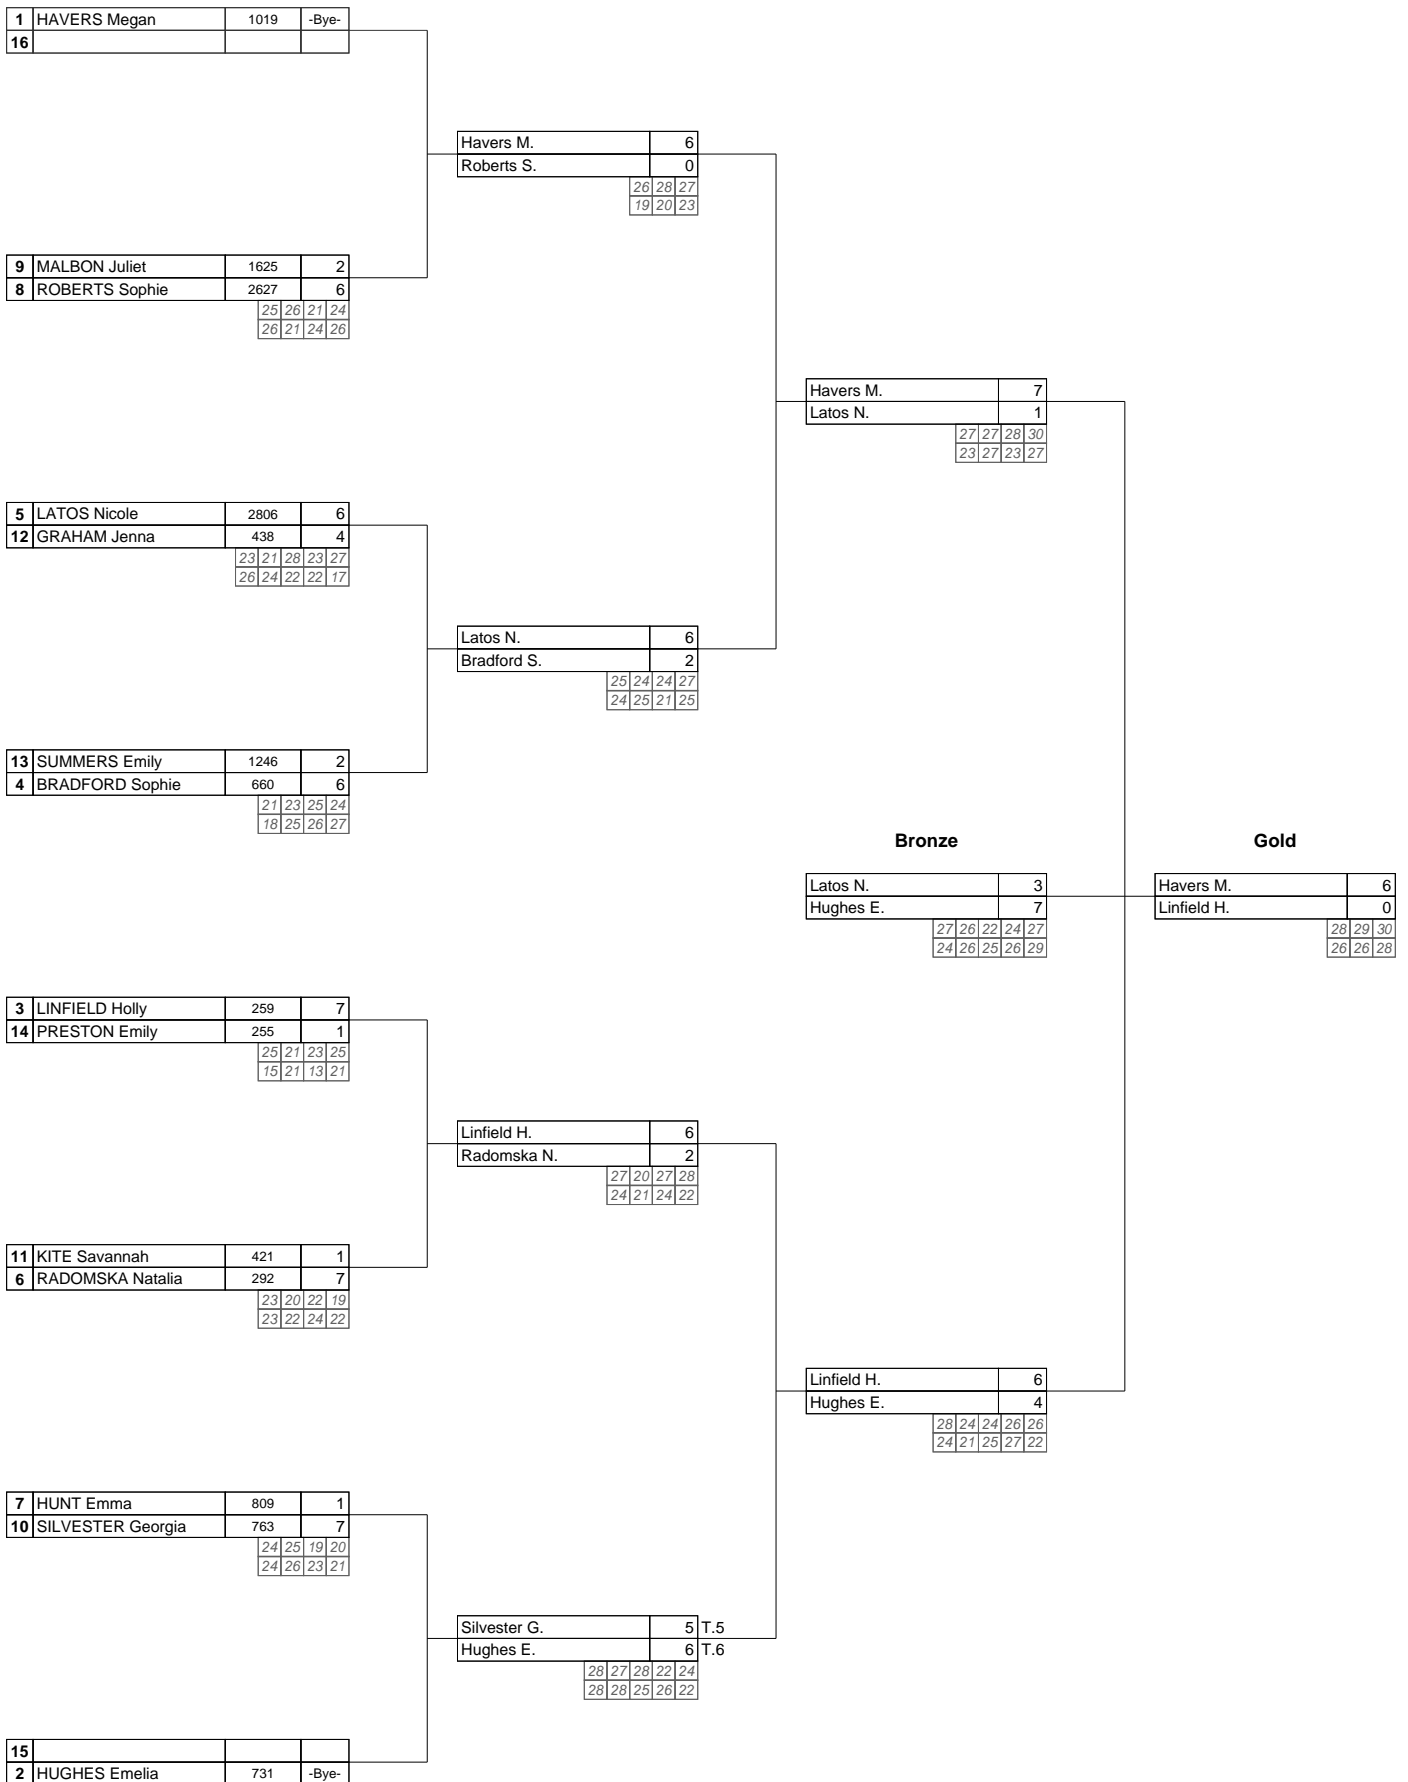 1 HAVERS Megan 1019 -Bye-
16
Havers M. 6
Roberts S. 0
26 28 27
19 20 23
9 MALBON Juliet 1625 2
8 ROBERTS Sophie 2627 6
25 26 21 24
26 21 24 26
Havers M. 7
Latos N. 1
27 27 28 30
23 27 23 27
5 LATOS Nicole 2806 6
12 GRAHAM Jenna 438 4
23 21 28 23 27
26 24 22 22 17
Latos N. 6
Bradford S. 2
25 24 24 27
24 25 21 25
13 SUMMERS Emily 1246 2
4 BRADFORD Sophie 660 6
21 23 25 24
18 25 26 27
Bronze
Latos N. 3
Hughes E. 7
27 26 22 24 27
24 26 25 26 29
Gold
Havers M. 6
Linfield H. 0
28 29 30
26 26 28
3 LINFIELD Holly 259 7
14 PRESTON Emily 255 1
25 21 23 25
15 21 13 21
Linfield H. 6
Radomska N. 2
27 20 27 28
24 21 24 22
11 KITE Savannah 421 1
6 RADOMSKA Natalia 292 7
23 20 22 19
23 22 24 22
Linfield H. 6
Hughes E. 4
28 24 24 26 26
24 21 25 27 22
7 HUNT Emma 809 1
10 SILVESTER Georgia 763 7
24 25 19 20
24 26 23 21
Silvester G. 5 T.5
Hughes E. 6 T.6
28 27 28 22 24
28 28 25 26 22
15
2 HUGHES Emelia 731 -Bye-